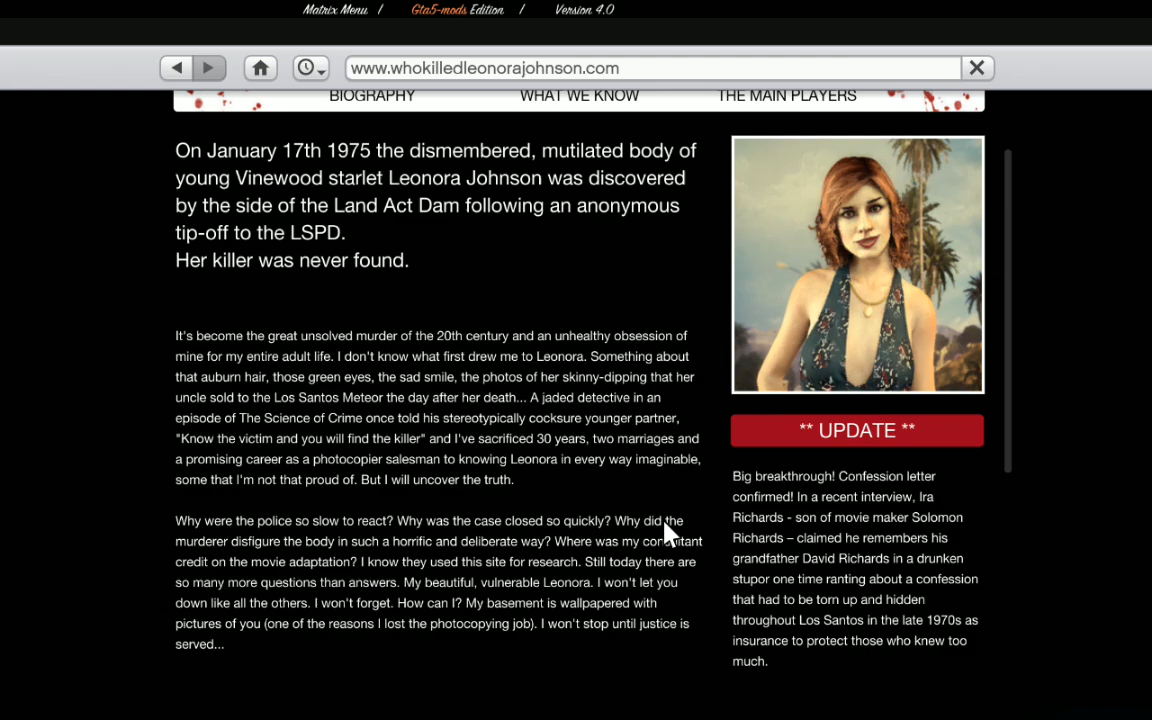 Matrix Menu / Gta5-mods Edition / Version 4.0
www.whokilledleonorajohnson.com
BIOGRAPHY WHAT WE KNOW THE MAIN PLAYERS
On January 17th 1975 the dismembered, mutilated body of
young Vinewood starlet Leonora Johnson was discovered
by the side of the Land Act Dam following an anonymous
tip-off to the LSPD.
Her killer was never found.
It's become the great unsolved murder of the 20th century and an unhealthy obsession of
mine for my entire adult life. I don't know what first drew me to Leonora. Something about
that auburn hair, those green eyes, the sad smile, the photos of her skinny-dipping that her
uncle sold to the Los Santos Meteor the day after her death... A jaded detective in an
episode of The Science of Crime once told his stereotypically cocksure younger partner,
"Know the victim and you will find the killer" and I've sacrificed 30 years, two marriages and
a promising career as a photocopier salesman to knowing Leonora in every way imaginable,
some that I'm not that proud of. But I will uncover the truth.
Why were the police so slow to react? Why was the case closed so quickly? Why did the
murderer disfigure the body in such a horrific and deliberate way? Where was my consultant
credit on the movie adaptation? I know they used this site for research. Still today there are
so many more questions than answers. My beautiful, vulnerable Leonora. I won't let you
down like all the others. I won't forget. How can I? My basement is wallpapered with
pictures of you (one of the reasons I lost the photocopying job). I won't stop until justice is
served...
** UPDATE **
Big breakthrough! Confession letter
confirmed! In a recent interview, Ira
Richards - son of movie maker Solomon
Richards – claimed he remembers his
grandfather David Richards in a drunken
stupor one time ranting about a confession
that had to be torn up and hidden
throughout Los Santos in the late 1970s as
insurance to protect those who knew too
much.